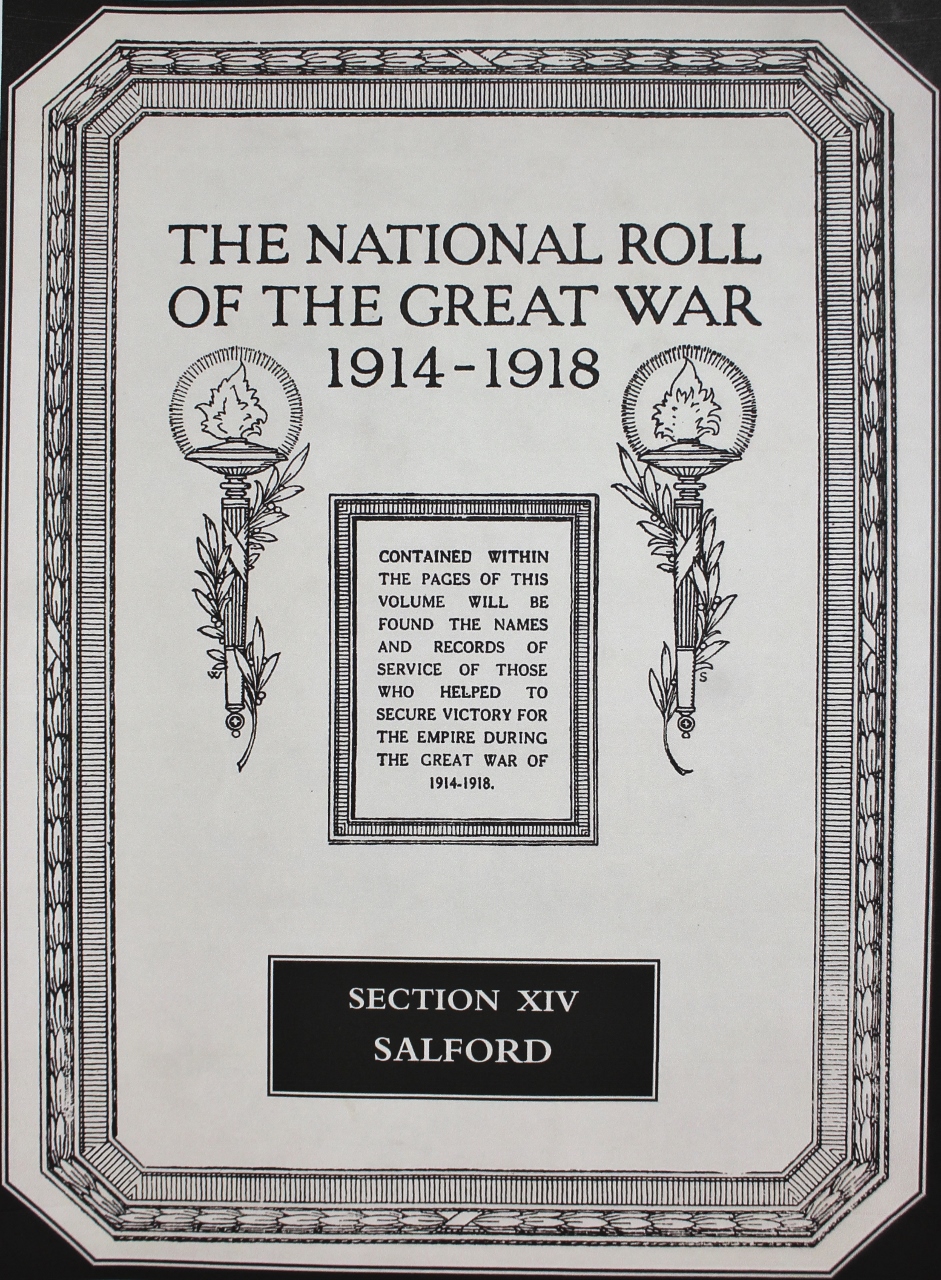 THE NATIONAL ROLL
OF THE GREAT WAR
1914-1918
CONTAINED WITHIN
THE PAGES OF THIS
VOLUME WILL BE
FOUND THE NAMES
AND RECORDS OF
SERVICE OF THOSE
WHO HELPED TO
SECURE VICTORY FOR
THE EMPIRE DURING
THE GREAT WAR OF
1914-1918.
S
SECTION XIV
SALFORD